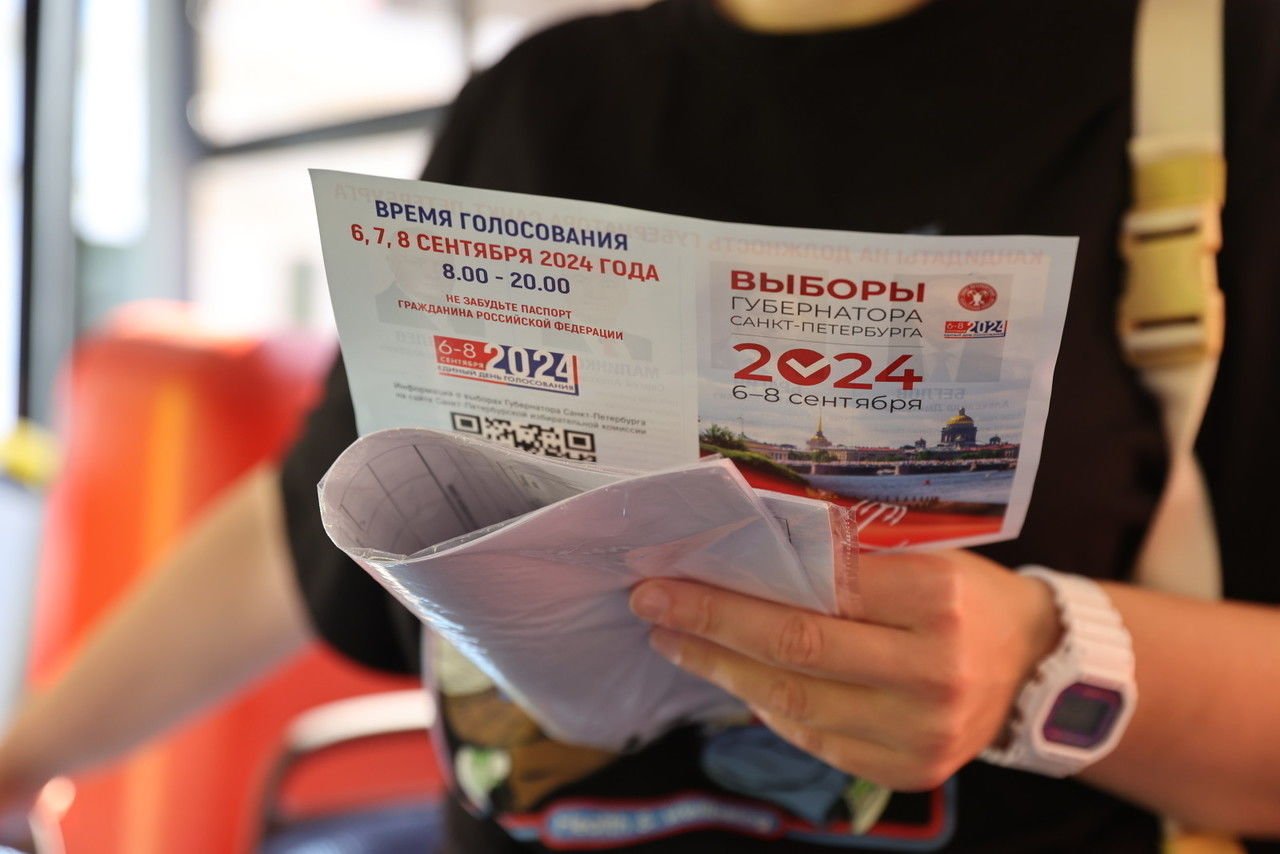 ВРЕМЯ ГОЛОСОВАНИЯ
6, 7, 8 СЕНТЯБРЯ 2024 ГОДА
8.00 – 20.00
НЕ ЗАБУДЬТЕ ПАСПОРТ
ГРАЖДАНИНА РОССИЙСКОЙ ФЕДЕРАЦИИ
6–8 2024
СЕНТЯБРЯ
ЕДИНЫЙ ДЕНЬ ГОЛОСОВАНИЯ
Информация о выборах Губернатора Санкт-Петербурга
на сайте Санкт-Петербургской избирательной комиссии
ВЫБОРЫ
ГУБЕРНАТОРА
САНКТ-ПЕТЕРБУРГА
2024
6–8 сентября
6–8 2024